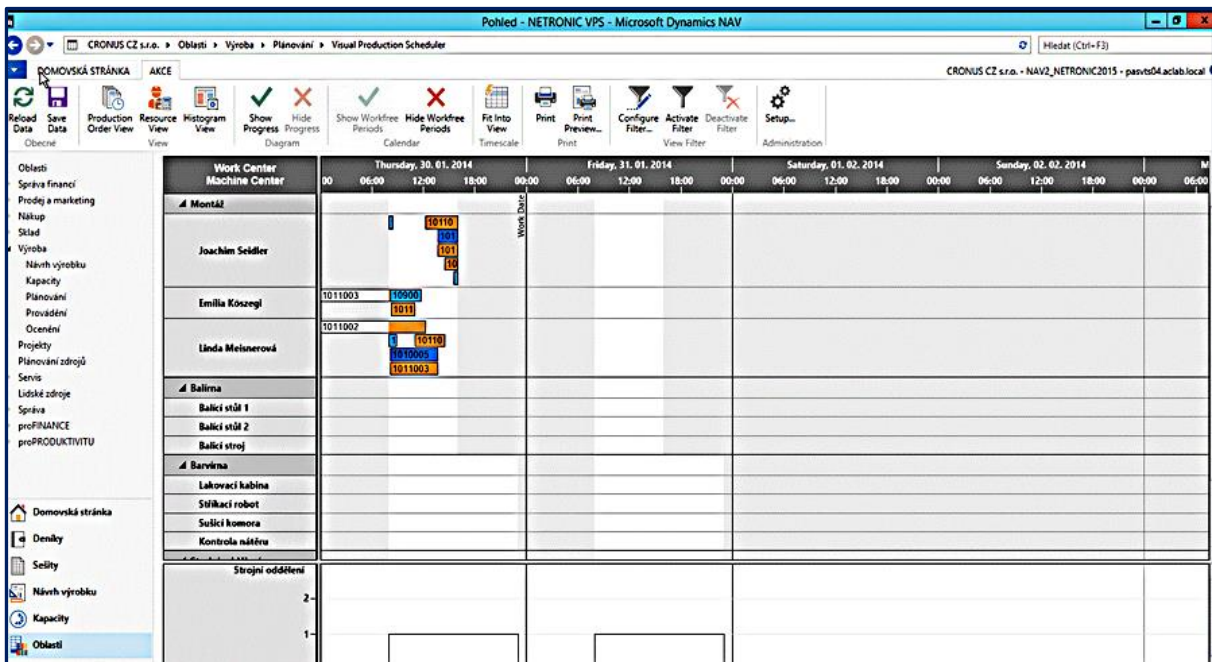 Pohled - NETRONIC VPS - Microsoft Dynamics NAV
CRONUS CZ s.r.o. Oblasti Výroba Plánování Visual Production Scheduler
Hledat (Ctrl+F3)
DOMOVSKÁ STRÁNKA AKCE
CRONUS CZ s.r.o. - NAV2_NETRONIC2015 - pasvts04.aclab.local
Reload Data
Save Data
Production Order View
Resource View
Histogram View
Show Progress
Hide Progress
Show Workfree Periods
Hide Workfree Periods
Fit Into View
Print
Print Preview...
Configure Filter...
Activate Filter
Deactivate Filter
Setup...
Obecné View Diagram Calendar Timescale Print View Filter Administration
Oblasti
Správa financí
Prodej a marketing
Nákup
Sklad
Výroba
Návrh výrobku
Kapacity
Plánování
Provádění
Ocenění
Projekty
Plánování zdrojů
Servis
Lidské zdroje
Správa
proFINANCE
proPRODUKTIVITU
Domovská stránka
Deníky
Sešity
Návrh výrobku
Kapacity
Oblasti
Work Center
Machine Center
Thursday, 30. 01. 2014 Friday, 31. 01. 2014 Saturday, 01. 02. 2014 Sunday, 02. 02. 2014 M
00 06:00 12:00 18:00 00:00 06:00 12:00 18:00 00:00 06:00 12:00 18:00 00:00 06:00 12:00 18:00 00:00 06:00
Work Date
Montáž
Joachim Seidler
10110
101
101
10
Emilia Köszegi
1011003 10900
1011
Linda Meisnerová
1011002
1 10110
1010005
1011003
Balírna
Balicí stůl 1
Balicí stůl 2
Balicí stroj
Barvírna
Lakovací kabina
Stříkací robot
Sušicí komora
Kontrola nátěru
Strojní oddělení
2
1